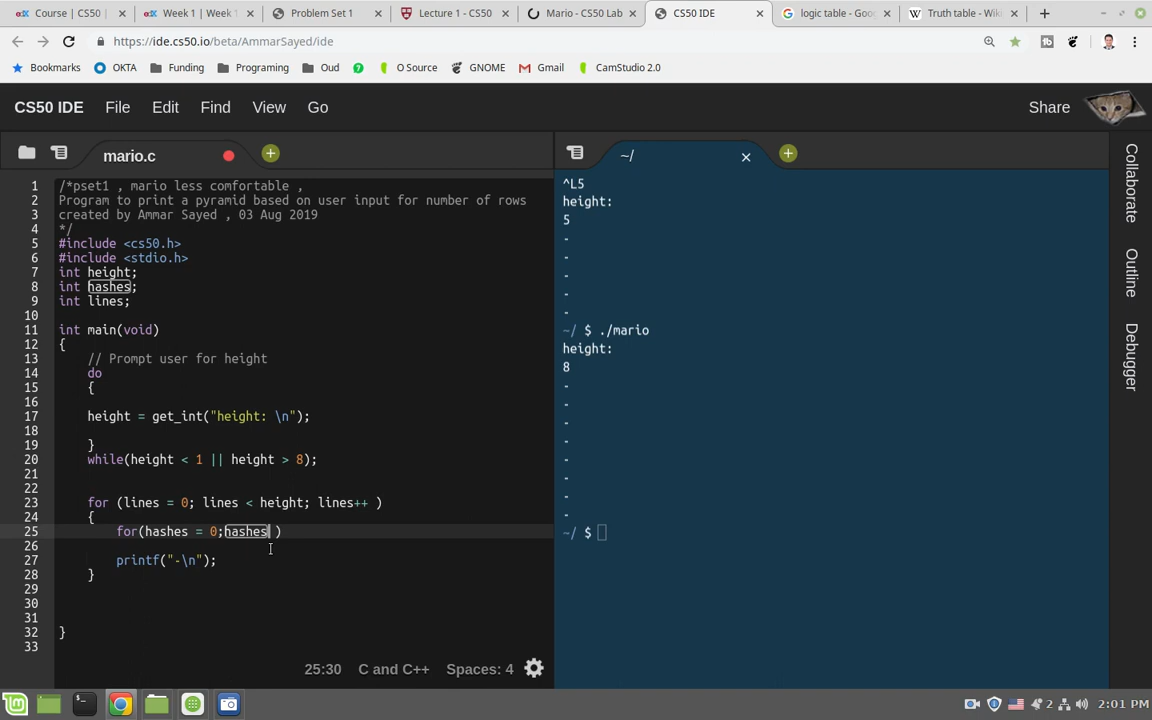 Course | CS50 |
Week 1 | Week
Problem Set 1
Lecture 1 - CS50
Mario - CS50 Lab
CS50 IDE
logic table - Goo
Truth table - Wiki
https://ide.cs50.io/beta/AmmarSayed/ide
Bookmarks
OKTA
Funding
Programing
Oud
O Source
GNOME
Gmail
CamStudio 2.0
CS50 IDE File Edit View Find Go
Share
mario.c
~/
1 /*pset1 , mario less comfortable ,
2 Program to print a pyramid based on user input for number of rows
3 created by Ammar Sayed , 03 Aug 2019
4 */
5 #include <cs50.h>
6 #include <stdio.h>
7 int height;
8 int hashes;
9 int lines;
10
11 int main(void)
12 {
13 // Prompt user for height
14 do
15 {
16
17 height = get_int("height: \n");
18
19 }
20 while(height < 1 || height > 8);
21
22
23 for (lines = 0; lines < height; lines++ )
24 {
25 for(hashes = 0;hashes )
26
27 printf("-\n");
28 }
29
30
31
32 }
33
25:30 C and C++ Spaces: 4
^L5
height:
5
-
-
-
-
-
~/ $ ./mario
height:
8
-
-
-
-
-
-
-
-
~/ $
Collaborate
Outline
Debugger
2
2:01 PM